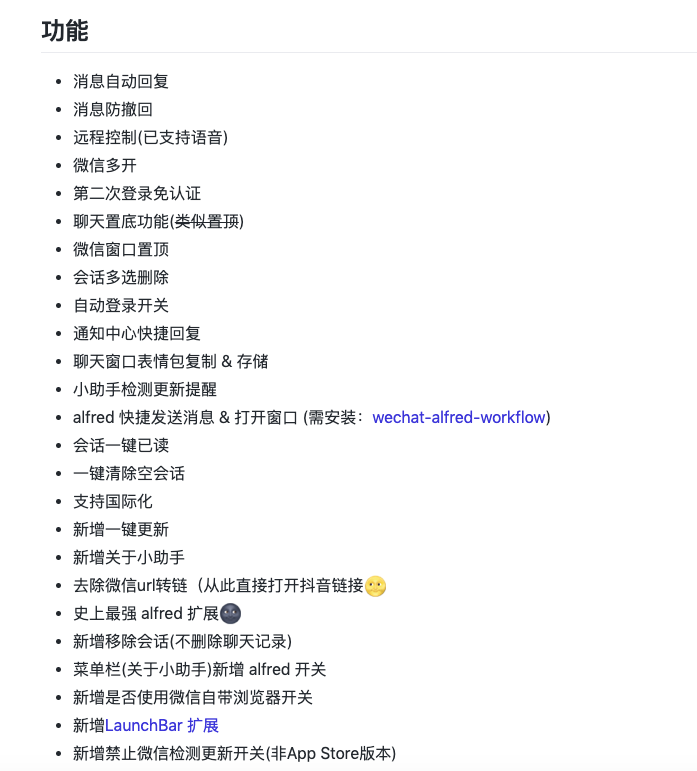 功能
消息自动回复
消息防撤回
远程控制(已支持语音)
微信多开
第二次登录免认证
聊天置底功能(类似置顶)
微信窗口置顶
会话多选删除
自动登录开关
通知中心快捷回复
聊天窗口表情包复制 & 存储
小助手检测更新提醒
alfred 快捷发送消息 & 打开窗口 (需安装：wechat-alfred-workflow)
会话一键已读
一键清除空会话
支持国际化
新增一键更新
新增关于小助手
去除微信url转链（从此直接打开抖音链接🌝
史上最强 alfred 扩展🌚
新增移除会话(不删除聊天记录)
菜单栏(关于小助手)新增 alfred 开关
新增是否使用微信自带浏览器开关
新增LaunchBar 扩展
新增禁止微信检测更新开关(非App Store版本)